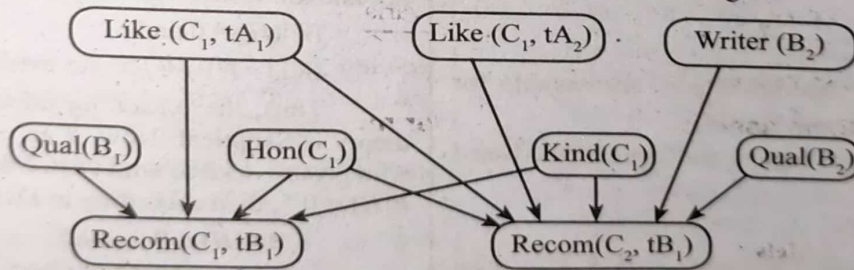 Like (C₁, tA₁)
Like (C₁, tA₂)
Writer (B₂)
Qual(B₁)
Hon(C₁)
Kind(C₁)
Qual(B₂)
Recom(C₁, tB₁)
Recom(C₂, tB₁)